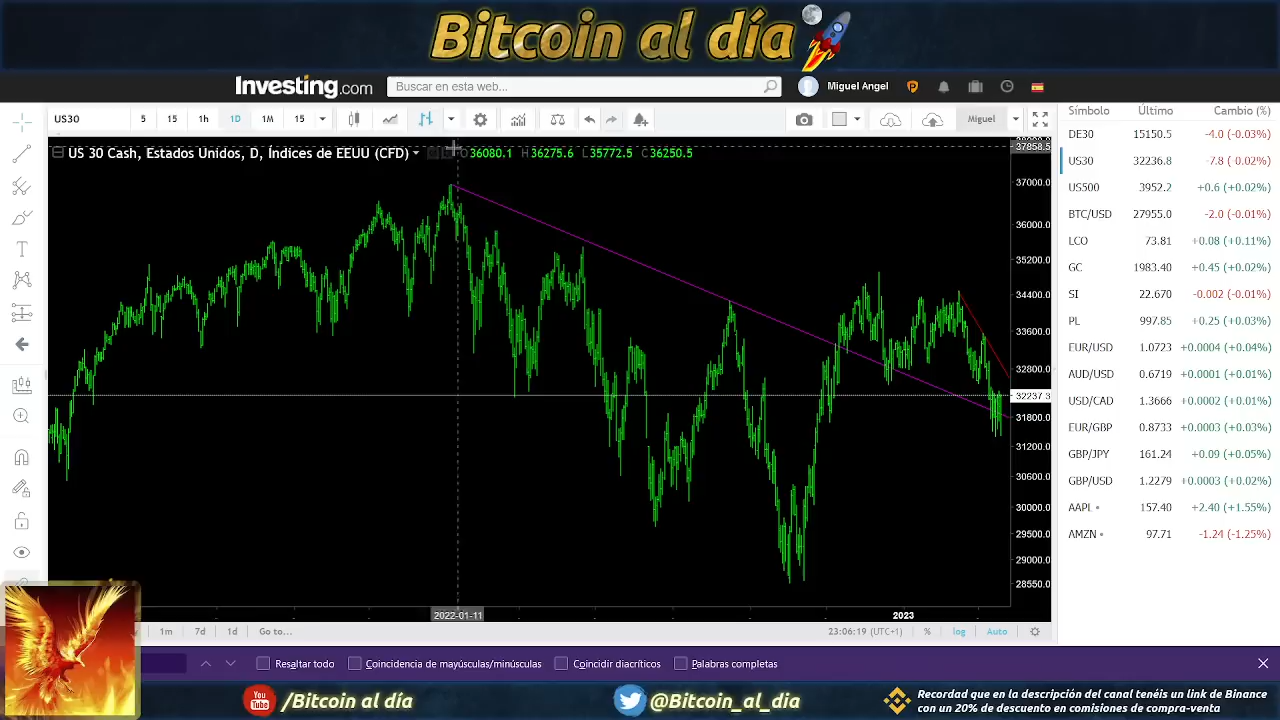 Bitcoin al día
Investing.com
Buscar en esta web...
Miguel Angel
US30 5 15 1h 1D 1M 15
Miguel
US 30 Cash, Estados Unidos, D, Índices de EEUU (CFD)
O 36080.1 H 36275.6 L 35772.5 C 36250.5
37858.5
37000.0
36000.0
35200.0
34400.0
33600.0
32800.0
32237.3
31800.0
31200.0
30600.0
30000.0
29500.0
29000.0
28550.0
2022-01-11
2023
1m 7d 1d Go to...
23:06:19 (UTC+1) % log Auto
Símbolo Último Cambio (%)
DE30 15150.5 -4.0 (-0.03%)
US30 32236.8 -7.8 (-0.02%)
US500 3952.2 +0.6 (+0.02%)
BTC/USD 27955.0 -2.0 (-0.01%)
LCO 73.81 +0.08 (+0.11%)
GC 1983.40 +0.45 (+0.02%)
SI 22.670 -0.002 (-0.01%)
PL 997.85 +0.25 (+0.03%)
EUR/USD 1.0723 +0.0004 (+0.04%)
AUD/USD 0.6719 +0.0001 (+0.01%)
USD/CAD 1.3666 +0.0002 (+0.01%)
EUR/GBP 0.8733 +0.0003 (+0.03%)
GBP/JPY 161.24 +0.09 (+0.05%)
GBP/USD 1.2279 +0.0003 (+0.02%)
AAPL 157.40 +2.40 (+1.55%)
AMZN 97.71 -1.24 (-1.25%)
Resaltar todo
Coincidencia de mayúsculas/minúsculas
Coincidir diacríticos
Palabras completas
You Tube
/Bitcoin al día
@Bitcoin_al_dia
Recordad que en la descripción del canal tenéis un link de Binance
con un 20% de descuento en comisiones de compra-venta